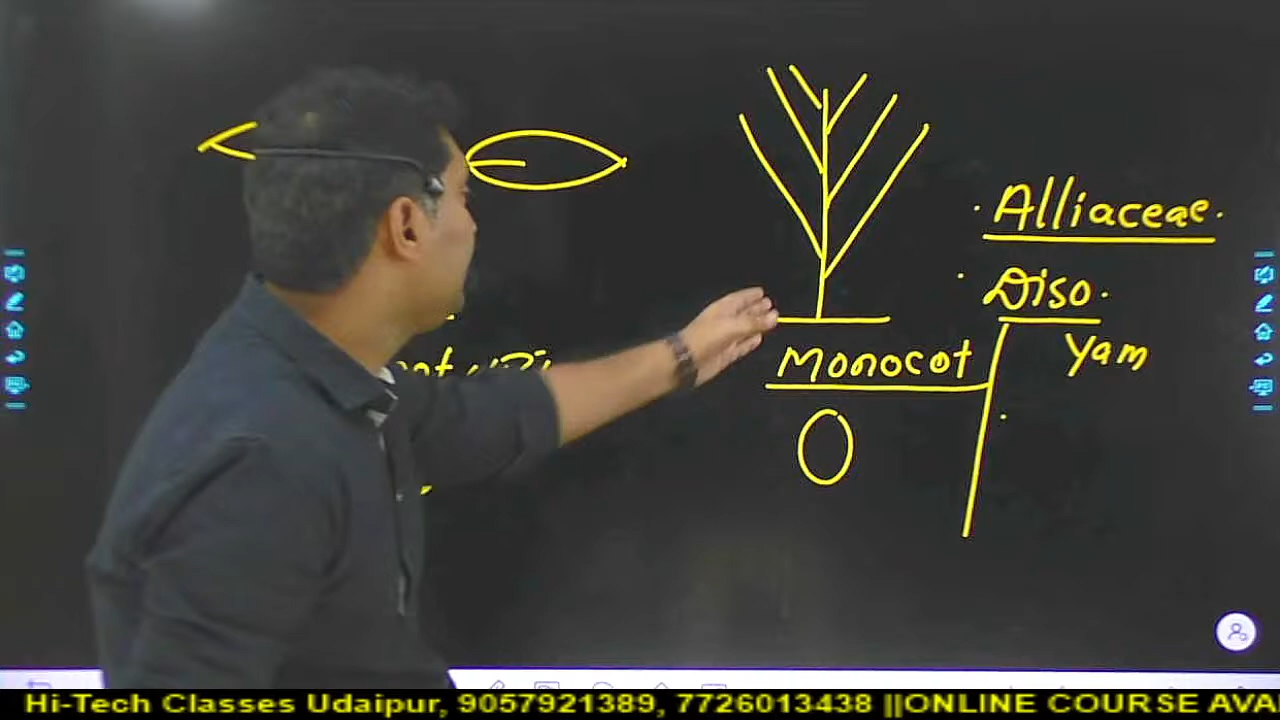 Alliaceae.
Diso.
Yam
Monocot
Hi-Tech Classes Udaipur, 9057921389, 7726013438 ||ONLINE COURSE AVA